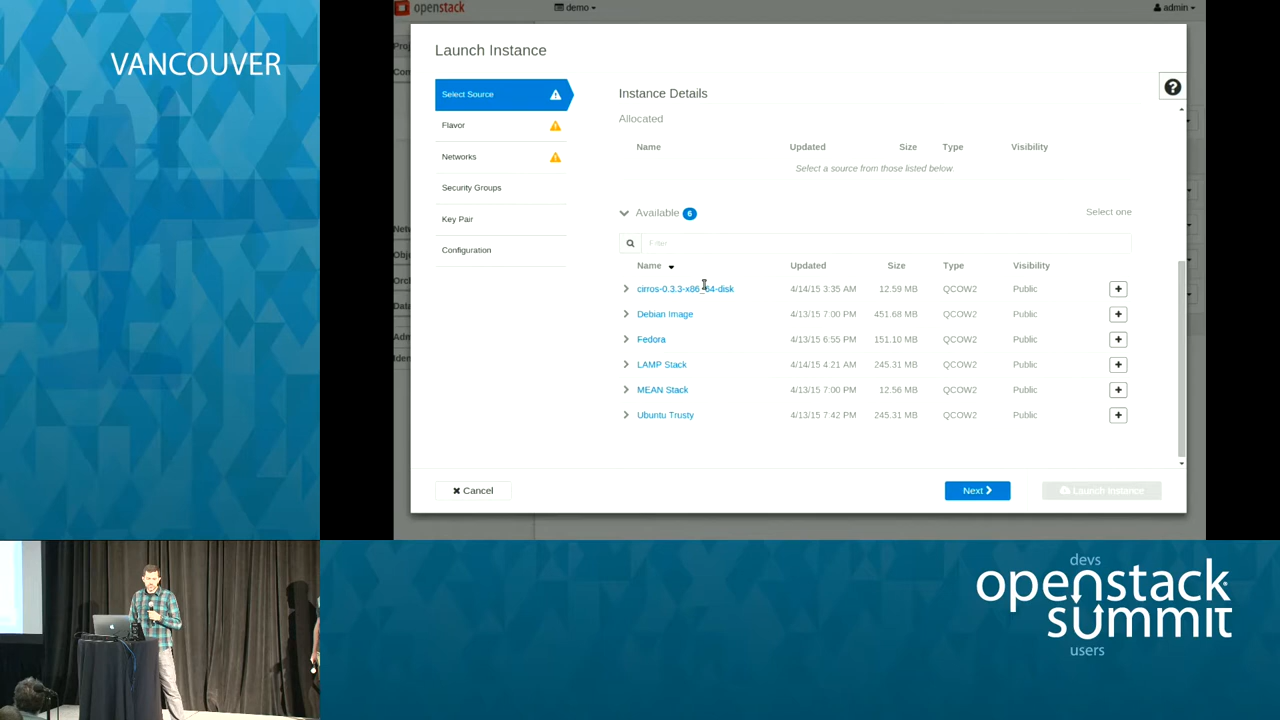 VANCOUVER
openstack
demo
admin
Launch Instance
Select Source
Flavor
Networks
Security Groups
Key Pair
Configuration
Instance Details
Allocated
Name Updated Size Type Visibility
Select a source from those listed below.
Available 6 Select one
Filter
Name Updated Size Type Visibility
cirros-0.3.3-x86_64-disk 4/14/15 3:35 AM 12.59 MB QCOW2 Public
Debian Image 4/13/15 7:00 PM 451.68 MB QCOW2 Public
Fedora 4/13/15 6:55 PM 151.10 MB QCOW2 Public
LAMP Stack 4/14/15 4:21 AM 245.31 MB QCOW2 Public
MEAN Stack 4/13/15 7:00 PM 12.56 MB QCOW2 Public
Ubuntu Trusty 4/13/15 7:42 PM 245.31 MB QCOW2 Public
Cancel
Next
Launch Instance
devs
openstack
summit
users